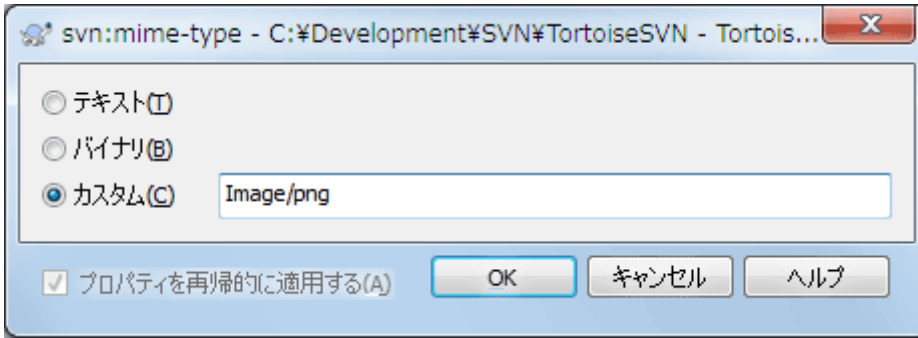 svn:mime-type - C:¥Development¥SVN¥TortoiseSVN - Tortois...
テキスト(T)
バイナリ(B)
カスタム(C) Image/png
プロパティを再帰的に適用する(A) OK キャンセル ヘルプ